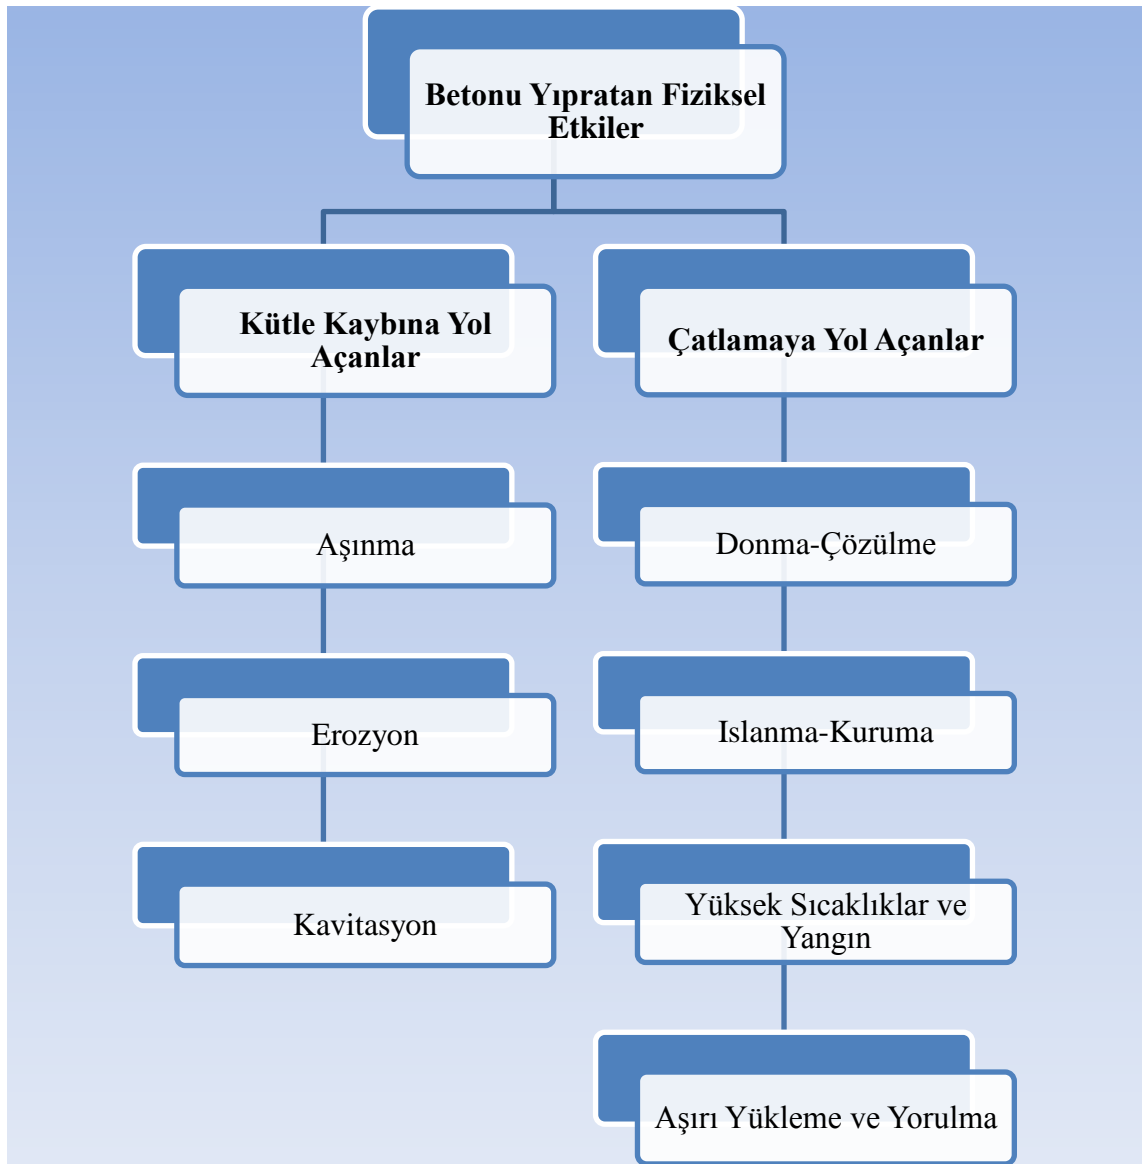 Betonu Yıpratan Fiziksel
Etkiler
Kütle Kaybına Yol
Açanlar
Aşınma
Erozyon
Kavitasyon
Çatlamaya Yol Açanlar
Donma-Çözülme
Islanma-Kuruma
Yüksek Sıcaklıklar ve
Yangın
Aşırı Yükleme ve Yorulma